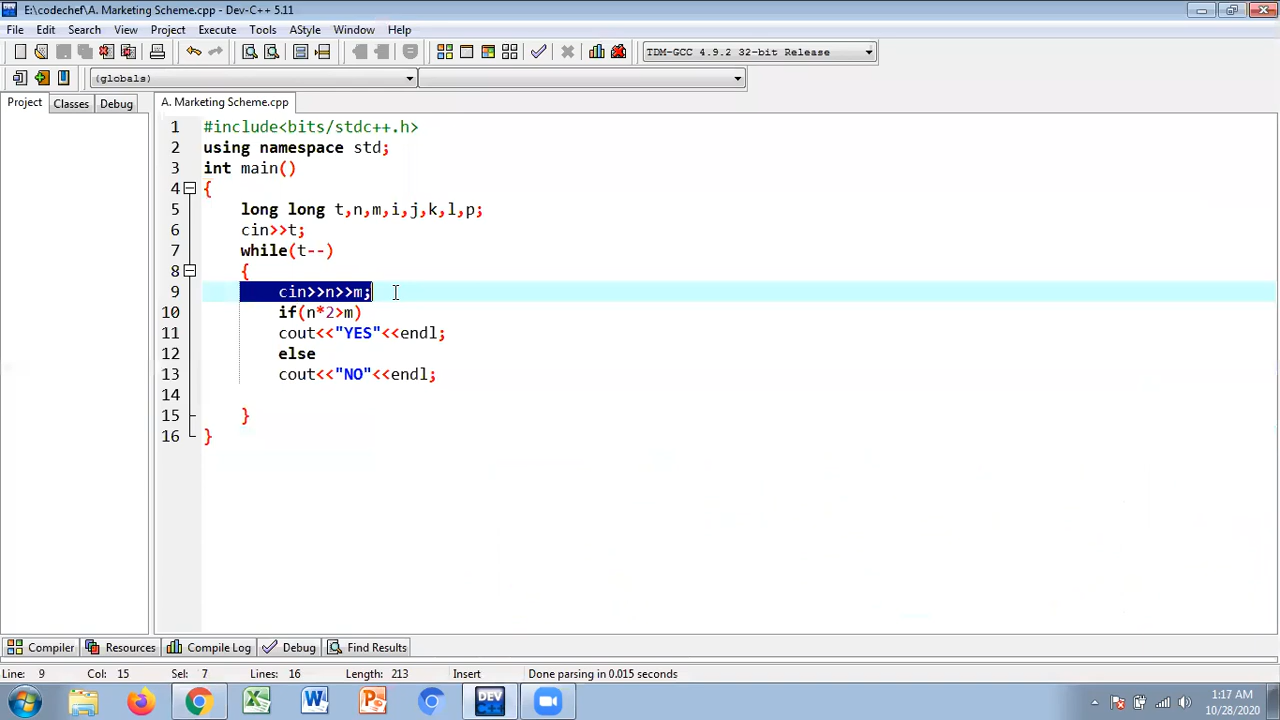 E:\codechef\A. Marketing Scheme.cpp - Dev-C++ 5.11
File Edit Search View Project Execute Tools AStyle Window Help
TDM-GCC 4.9.2 32-bit Release
(globals)
Project Classes Debug A. Marketing Scheme.cpp
1 #include<bits/stdc++.h>
2 using namespace std;
3 int main()
4 {
5 long long t,n,m,i,j,k,l,p;
6 cin>>t;
7 while(t--)
8 {
9 cin>>n>>m;
10 if(n*2>m)
11 cout<<"YES"<<endl;
12 else
13 cout<<"NO"<<endl;
14
15 }
16 }
Compiler Resources Compile Log Debug Find Results
Line: 9 Col: 15 Sel: 7 Lines: 16 Length: 213 Insert Done parsing in 0.015 seconds
DEV
1:17 AM
10/28/2020